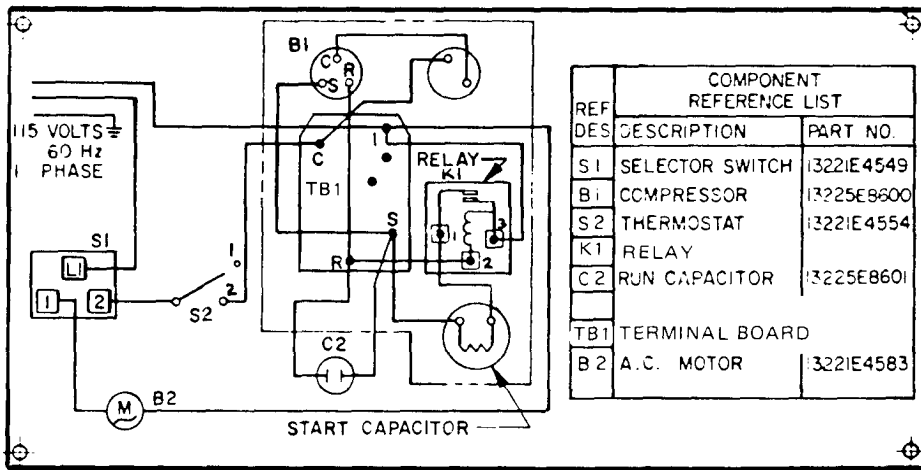 B1
C
S
R
115 VOLTS
60 Hz
1 PHASE
C
1
TB1
RELAY
K1
S
R
1
3
2
S1
L1
1
2
1
2
S2
C2
M
B2
START CAPACITOR
COMPONENT
REFERENCE LIST
REF DES DESCRIPTION PART NO.
S1 SELECTOR SWITCH 13221E4549
B1 COMPRESSOR 13225E8600
S2 THERMOSTAT 13221E4554
K1 RELAY
C2 RUN CAPACITOR 13225E8601
TB1 TERMINAL BOARD
B2 A.C. MOTOR 13221E4583